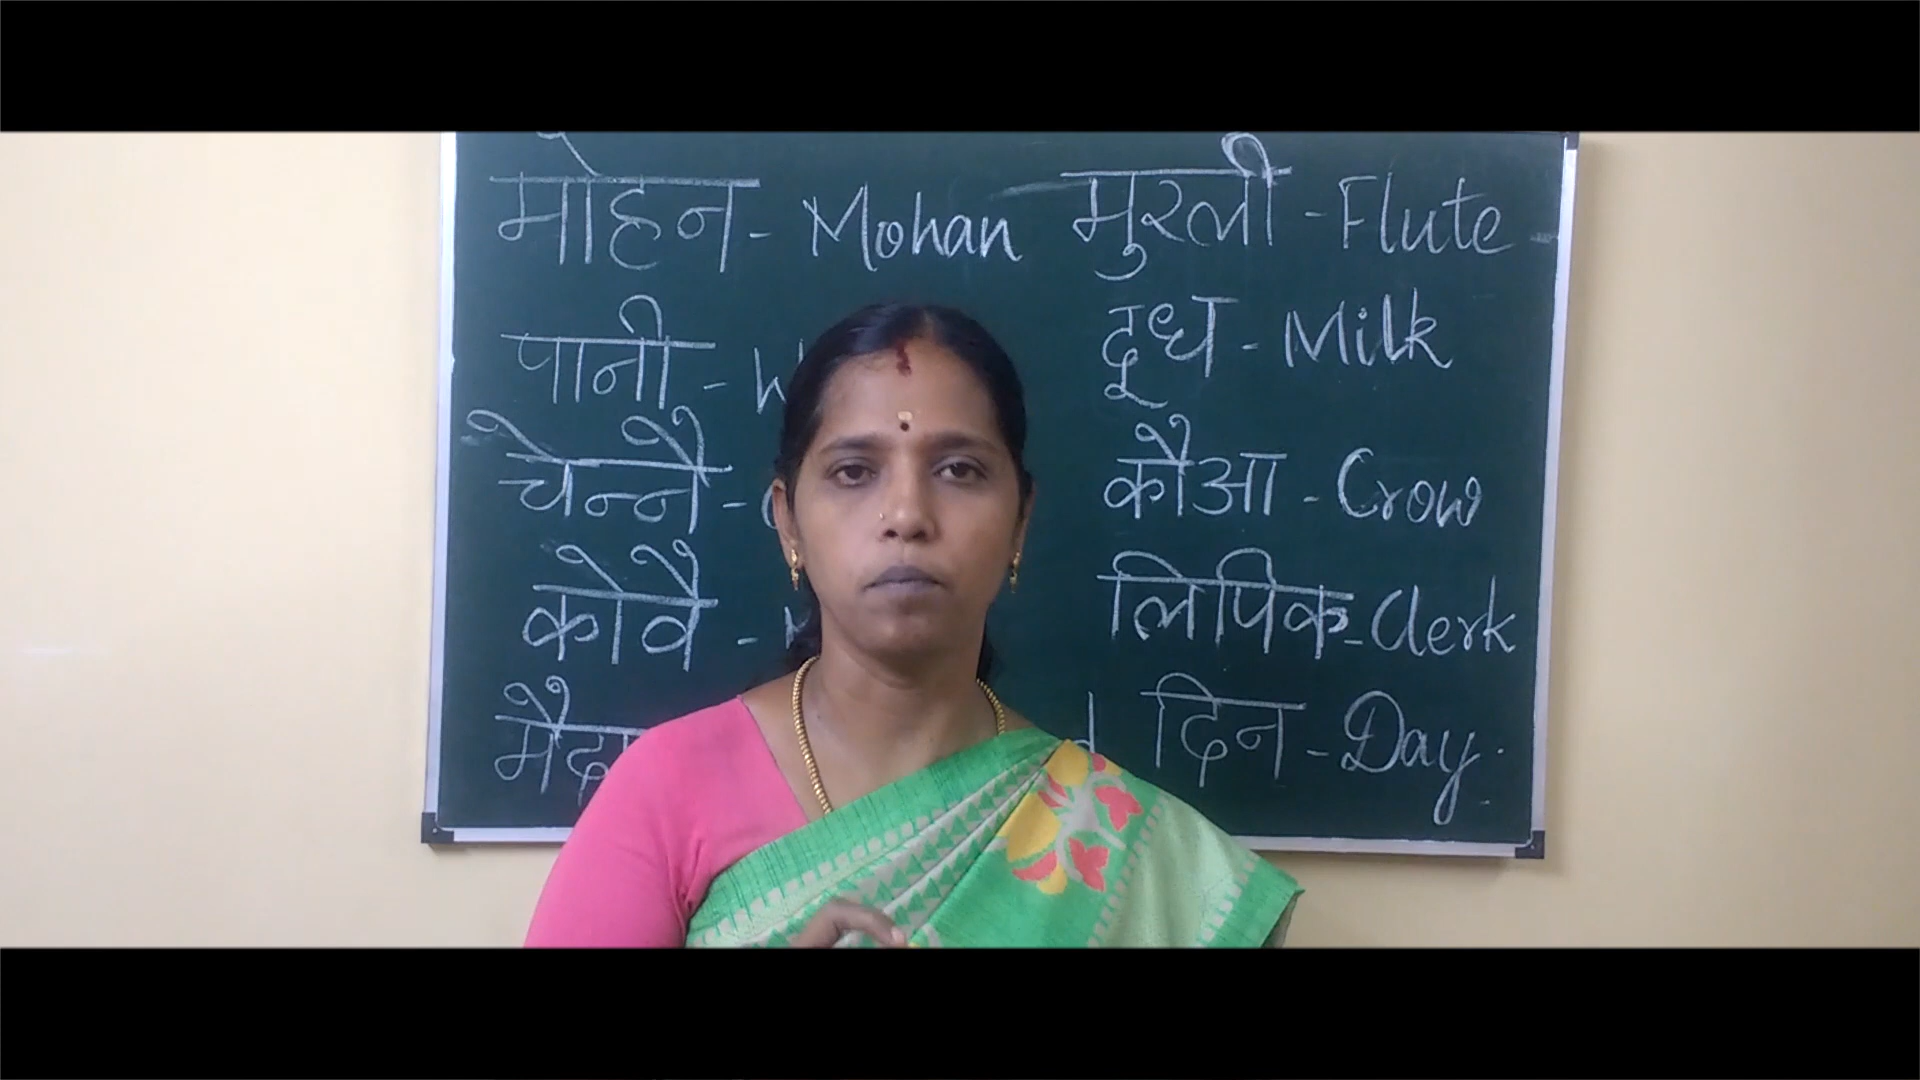 मोहन - Mohan मुरली - Flute
पानी - दूध - Milk
चेन्नै - कौआ - Crow
कोवै - लिपिक - Clerk
दिन - Day.